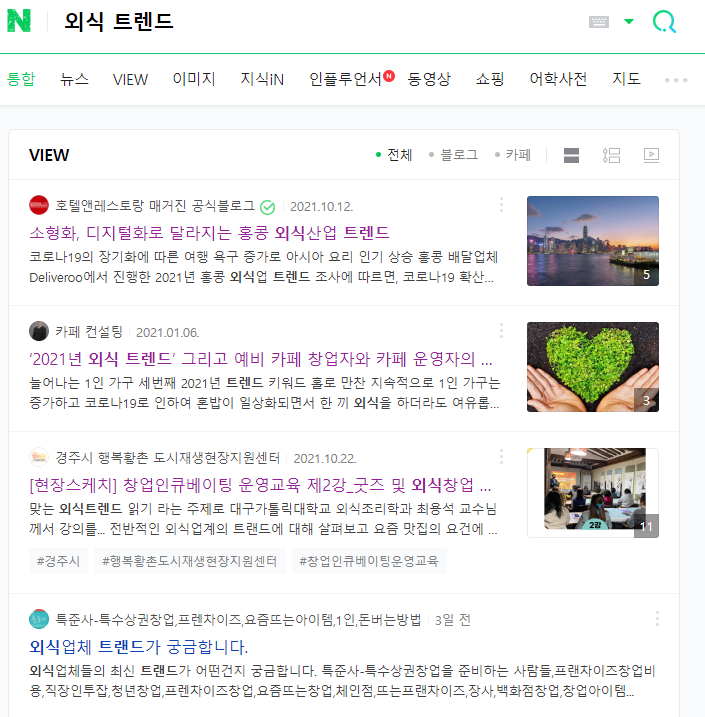 N 외식 트렌드
통합 뉴스 VIEW 이미지 지식iN 인플루언서 N 동영상 쇼핑 어학사전 지도
VIEW 전체 블로그 카페
호텔앤레스토랑 매거진 공식블로그 2021.10.12.
소형화, 디지털화로 달라지는 홍콩 외식산업 트렌드
코로나19의 장기화에 따른 여행 욕구 증가로 아시아 요리 인기 상승 홍콩 배달업체
Deliveroo에서 진행한 2021년 홍콩 외식업 트렌드 조사에 따르면, 코로나19 확산...
5
카페 컨설팅 2021.01.06.
‘2021년 외식 트렌드’ 그리고 예비 카페 창업자와 카페 운영자의 ...
늘어나는 1인 가구 세번째 2021년 트렌드 키워드 홀로 만찬 지속적으로 1인 가구는
증가하고 코로나19로 인하여 혼밥이 일상화되면서 한 끼 외식을 하더라도 여유롭...
3
경주시 행복황촌 도시재생현장지원센터 2021.10.22.
[현장스케치] 창업인큐베이팅 운영교육 제2강_굿즈 및 외식창업 ...
맞는 외식트렌드 읽기 라는 주제로 대구가톨릭대학교 외식조리학과 최용석 교수님
께서 강의를... 전반적인 외식업계의 트랜드에 대해 살펴보고 요즘 맛집의 요건에 ...
#경주시 #행복황촌도시재생현장지원센터 #창업인큐베이팅운영교육
2강
11
특준사-특수상권창업,프렌차이즈,요즘뜨는아이템,1인,돈버는방법 3일 전
외식업체 트랜드가 궁금합니다.
외식업체들의 최신 트랜드가 어떤건지 궁금합니다. 특준사-특수상권창업을 준비하는 사람들,프랜차이즈창업비
용,직장인투잡,청년창업,프렌차이즈창업,요즘뜨는창업,체인점,뜨는프랜차이즈,장사,백화점창업,창업아이템...